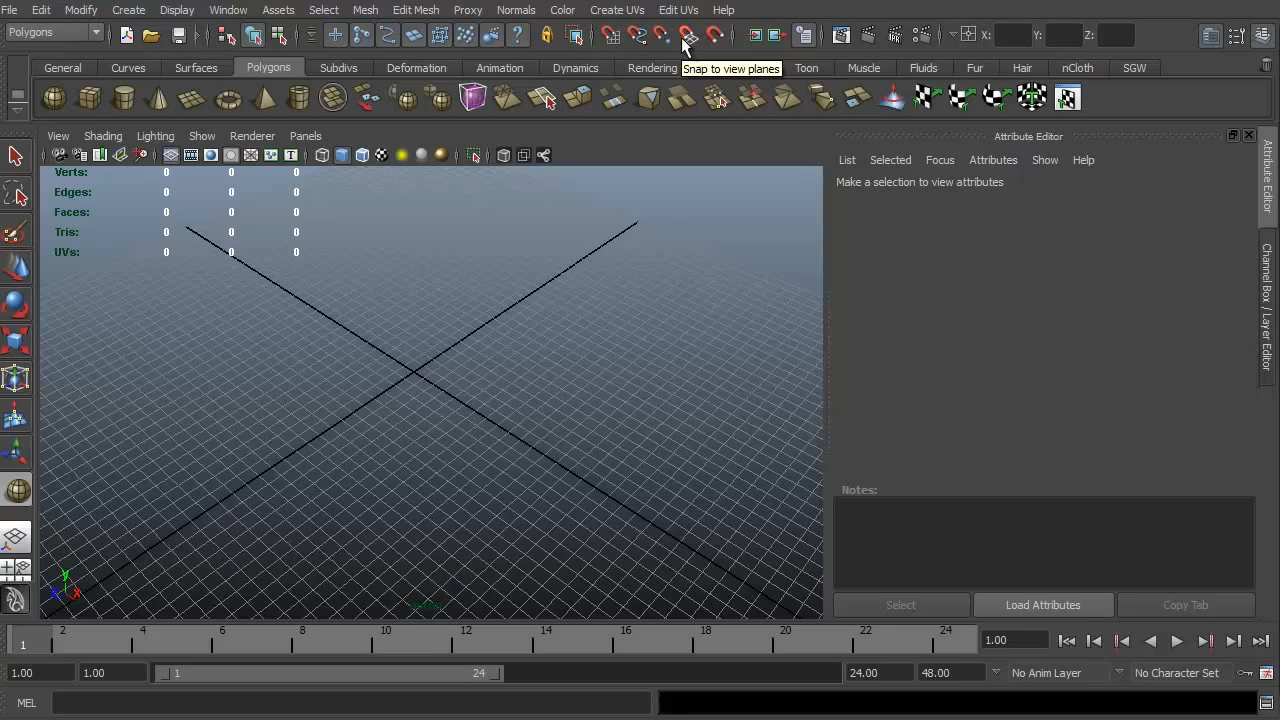 File Edit Modify Create Display Window Assets Select Mesh Edit Mesh Proxy Normals Color Create UVs Edit UVs Help
Polygons X: Y: Z:
General Curves Surfaces Polygons Subdivs Deformation Animation Dynamics Rendering Toon Muscle Fluids Fur Hair nCloth SGW
Snap to view planes
View Shading Lighting Show Renderer Panels
Attribute Editor
List Selected Focus Attributes Show Help
Make a selection to view attributes
Verts: 0 0 0
Edges: 0 0 0
Faces: 0 0 0
Tris: 0 0 0
UVs: 0 0 0
Attribute Editor
Channel Box / Layer Editor
Notes:
y
x
Select Load Attributes Copy Tab
1 2 4 6 8 10 12 14 16 18 20 22 24 1.00
1.00 1.00 1 24 24.00 48.00 No Anim Layer No Character Set
MEL